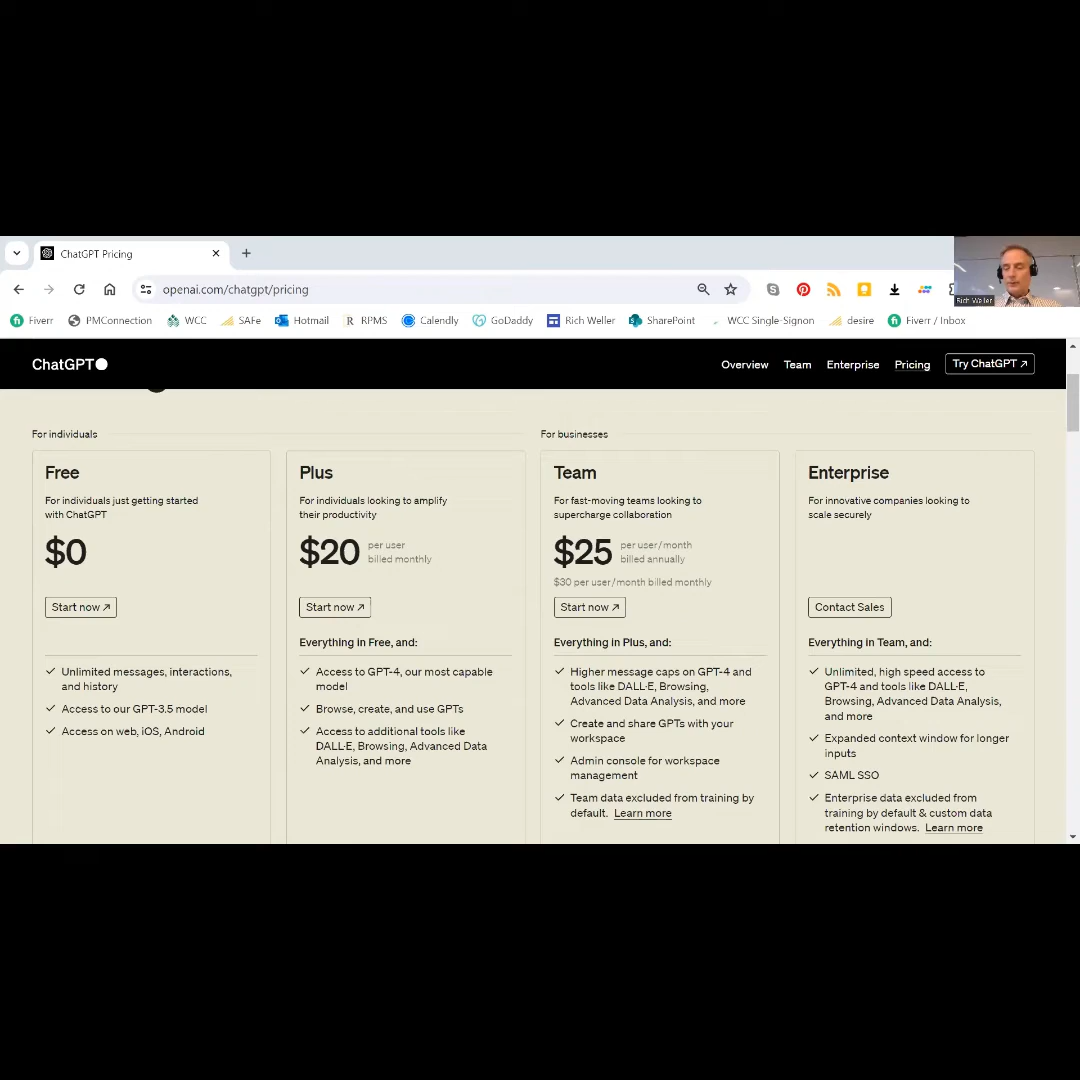 ChatGPT Pricing
openai.com/chatgpt/pricing
Rich Weller
Fiverr PMConnection WCC SAFe Hotmail R RPMS Calendly GoDaddy Rich Weller SharePoint WCC Single-Signon desire Fiverr / Inbox
ChatGPT
Overview Team Enterprise Pricing Try ChatGPT ↗
For individuals
For businesses
Free
For individuals just getting started
with ChatGPT
$0
Start now ↗
Unlimited messages, interactions,
and history
Access to our GPT-3.5 model
Access on web, iOS, Android
Plus
For individuals looking to amplify
their productivity
$20 per user
billed monthly
Start now ↗
Everything in Free, and:
Access to GPT-4, our most capable
model
Browse, create, and use GPTs
Access to additional tools like
DALL·E, Browsing, Advanced Data
Analysis, and more
Team
For fast-moving teams looking to
supercharge collaboration
$25 per user/month
billed annually
$30 per user/month billed monthly
Start now ↗
Everything in Plus, and:
Higher message caps on GPT-4 and
tools like DALL·E, Browsing,
Advanced Data Analysis, and more
Create and share GPTs with your
workspace
Admin console for workspace
management
Team data excluded from training by
default. Learn more
Enterprise
For innovative companies looking to
scale securely
Contact Sales
Everything in Team, and:
Unlimited, high speed access to
GPT-4 and tools like DALL·E,
Browsing, Advanced Data Analysis,
and more
Expanded context window for longer
inputs
SAML SSO
Enterprise data excluded from
training by default & custom data
retention windows. Learn more